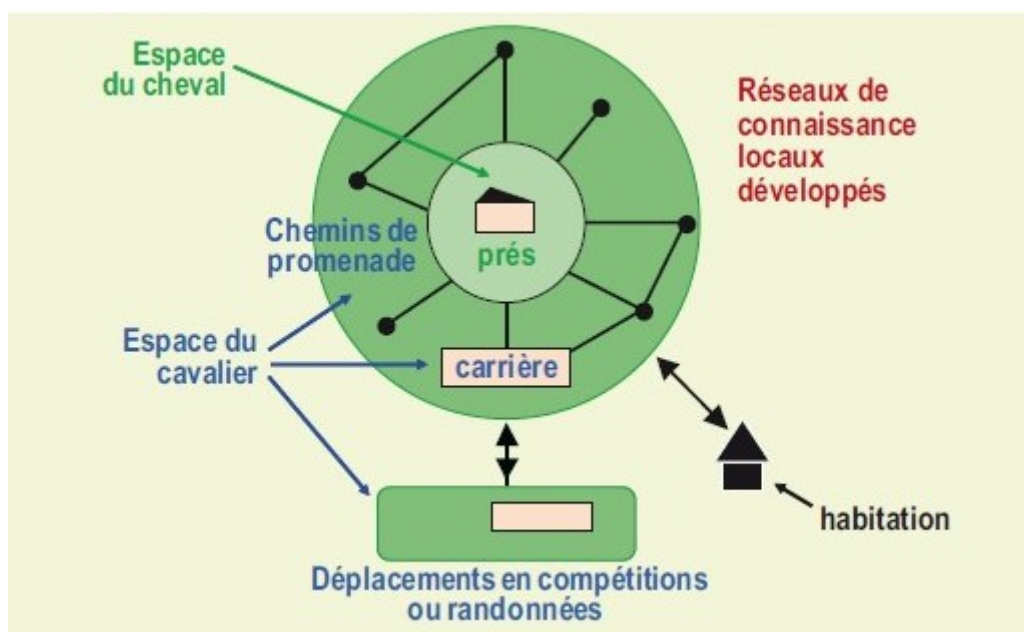 Espace
du cheval
Réseaux de
connaissance
locaux
développés
Chemins de
promenade
prés
Espace du
cavalier
carrière
habitation
Déplacements en compétitions
ou randonnées